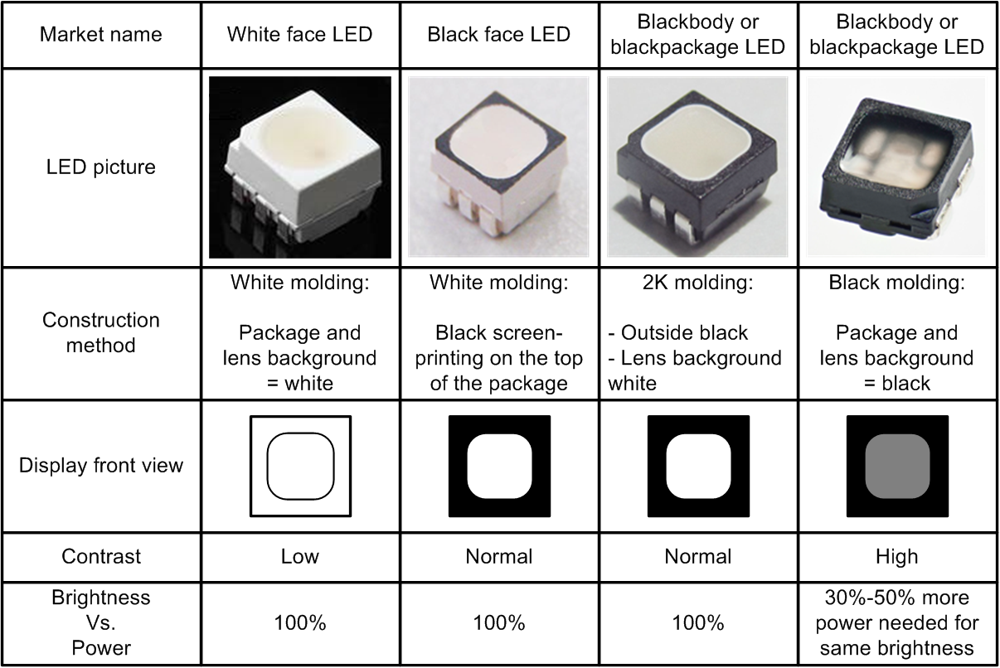 Market name
White face LED
Black face LED
Blackbody or
blackpackage LED
Blackbody or
blackpackage LED
LED picture
Construction
method
White molding:
Package and
lens background
= white
White molding:
Black screen-
printing on the top
of the package
2K molding:
- Outside black
- Lens background
white
Black molding:
Package and
lens background
= black
Display front view
Contrast
Low
Normal
Normal
High
Brightness
Vs.
Power
100%
100%
100%
30%-50% more
power needed for
same brightness